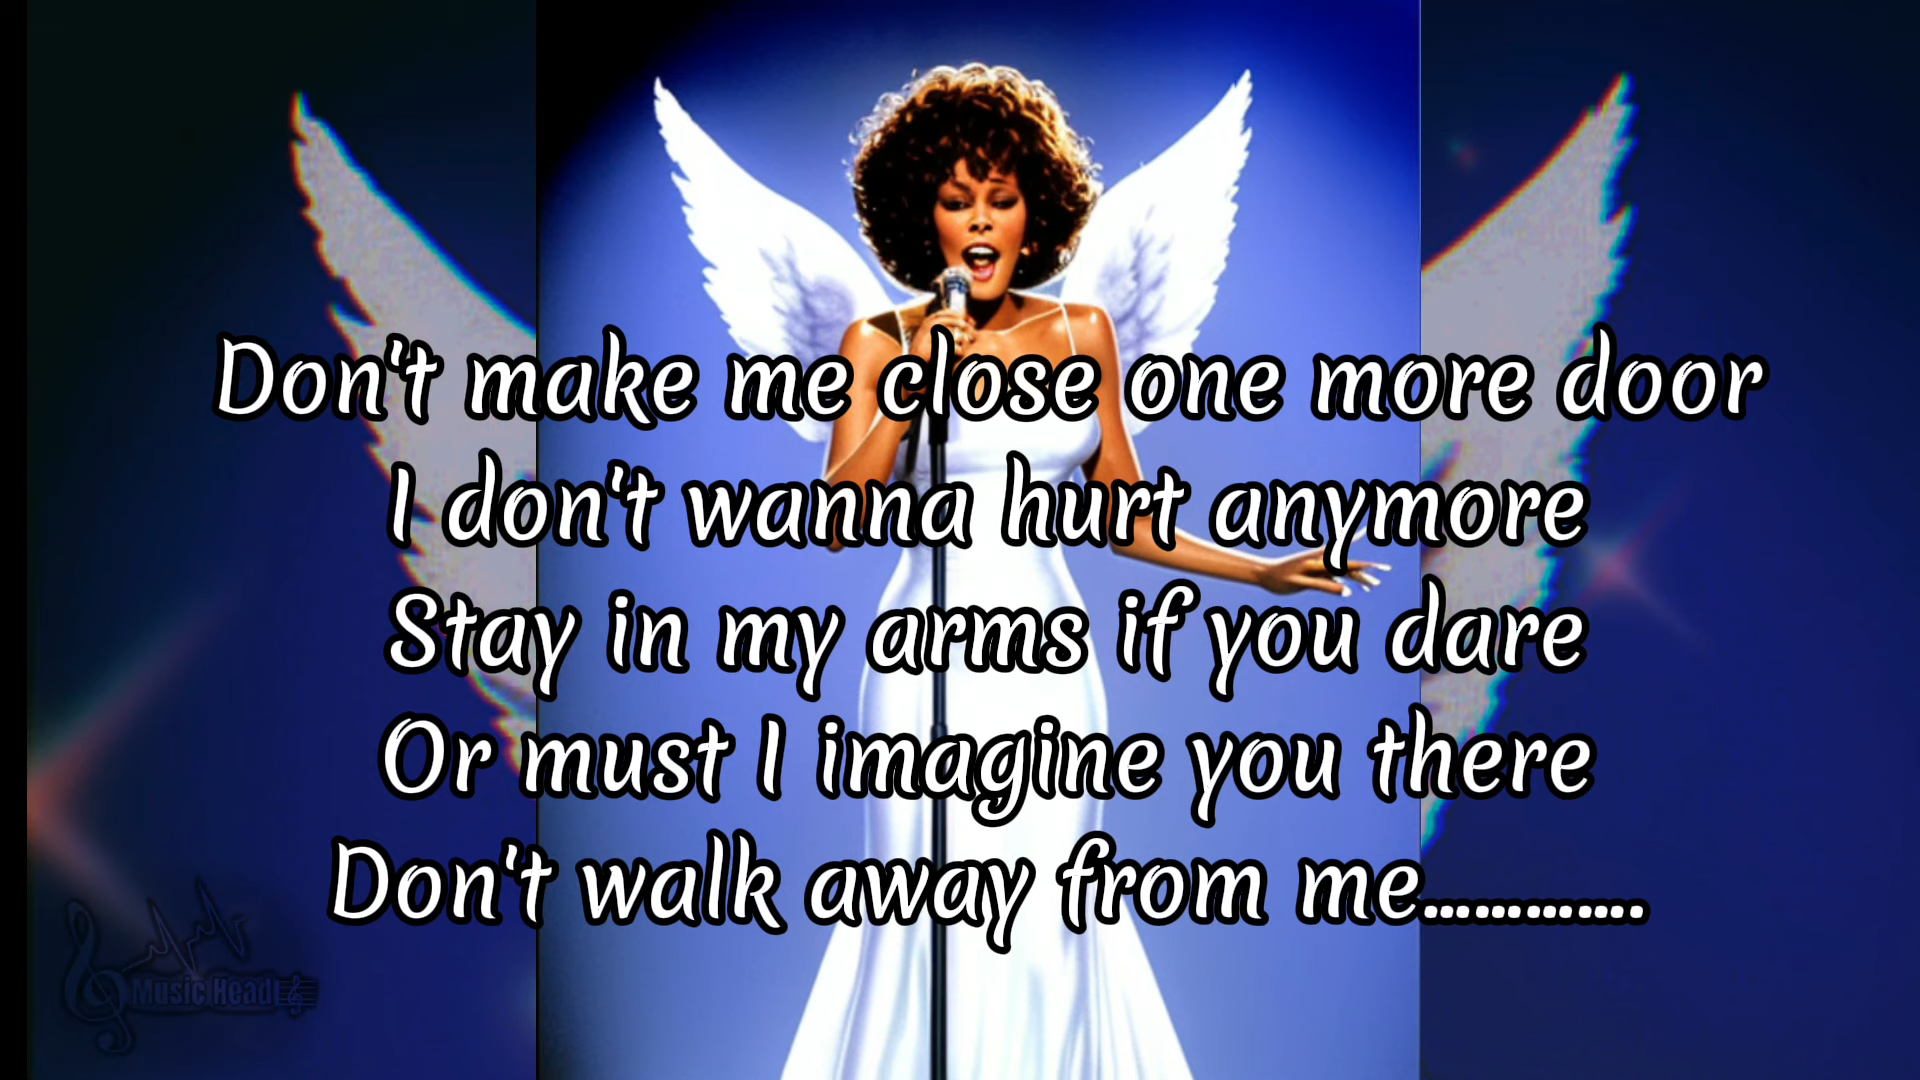 Don't make me close one more door
I don't wanna hurt anymore
Stay in my arms if you dare
Or must I imagine you there
Don't walk away from me.............
Music Head